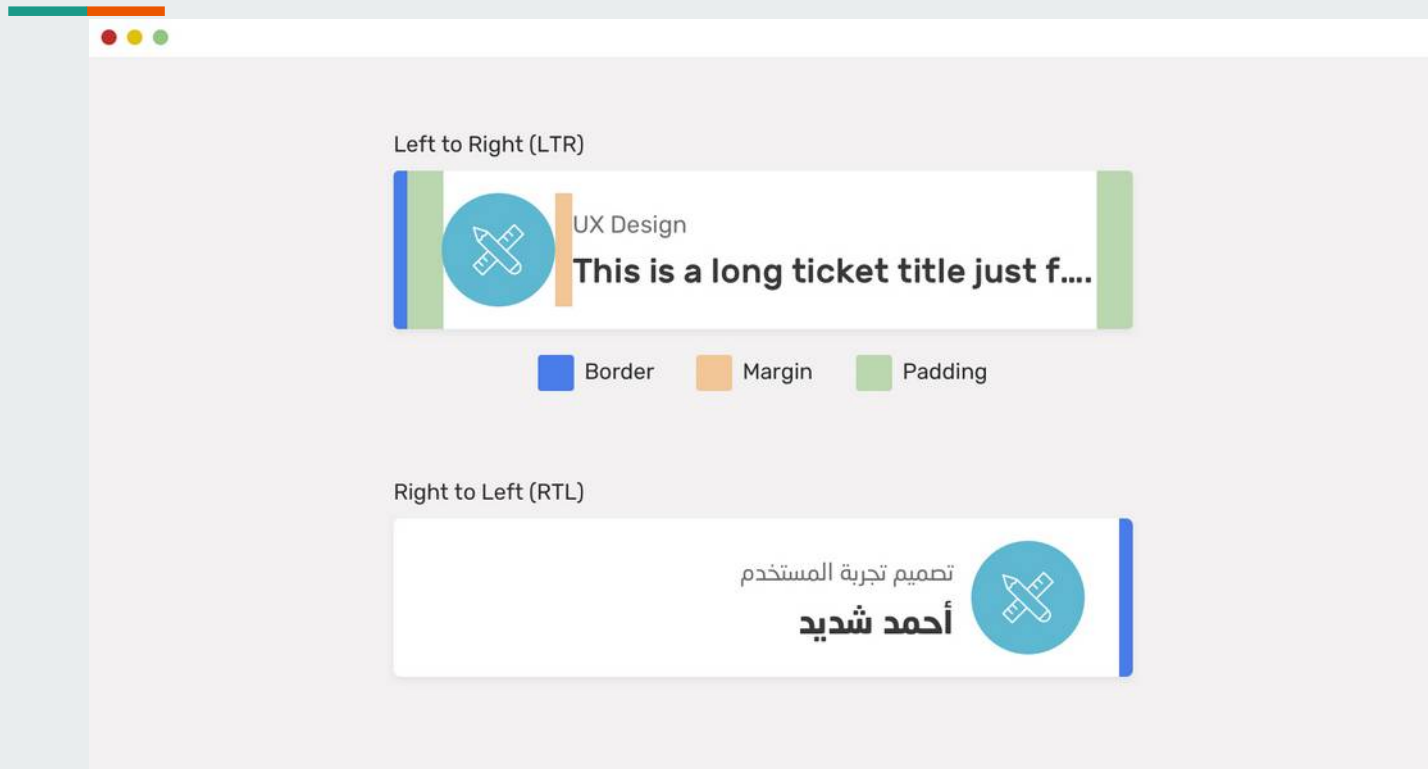 Left to Right (LTR)
UX Design
This is a long ticket title just f....
Border
Margin
Padding
Right to Left (RTL)
تصميم تجربة المستخدم
أحمد شديد